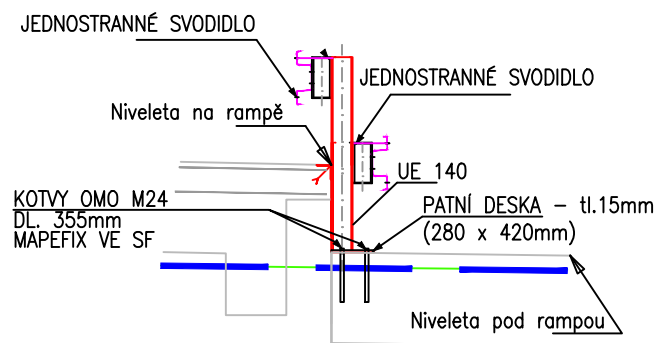 JEDNOSTRANNÉ SVODIDLO
JEDNOSTRANNÉ SVODIDLO
Niveleta na rampě
UE 140
KOTVY OMO M24
DL. 355mm
MAPEFIX VE SF
PATNÍ DESKA – tl.15mm
(280 x 420mm)
Niveleta pod rampou